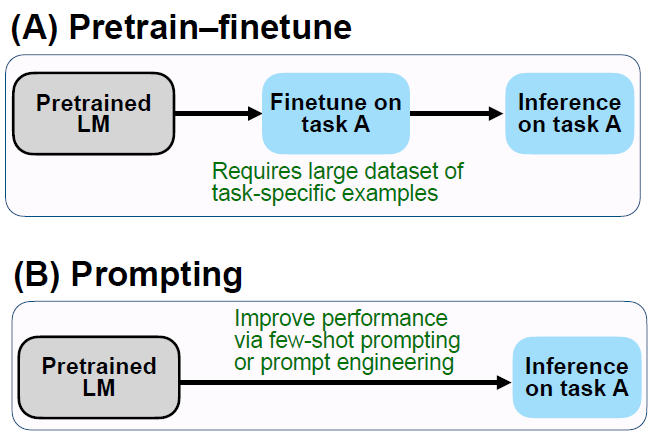 (A) Pretrain–finetune
Pretrained
LM
Finetune on
task A
Inference
on task A
Requires large dataset of
task-specific examples
(B) Prompting
Improve performance
via few-shot prompting
or prompt engineering
Pretrained
LM
Inference
on task A